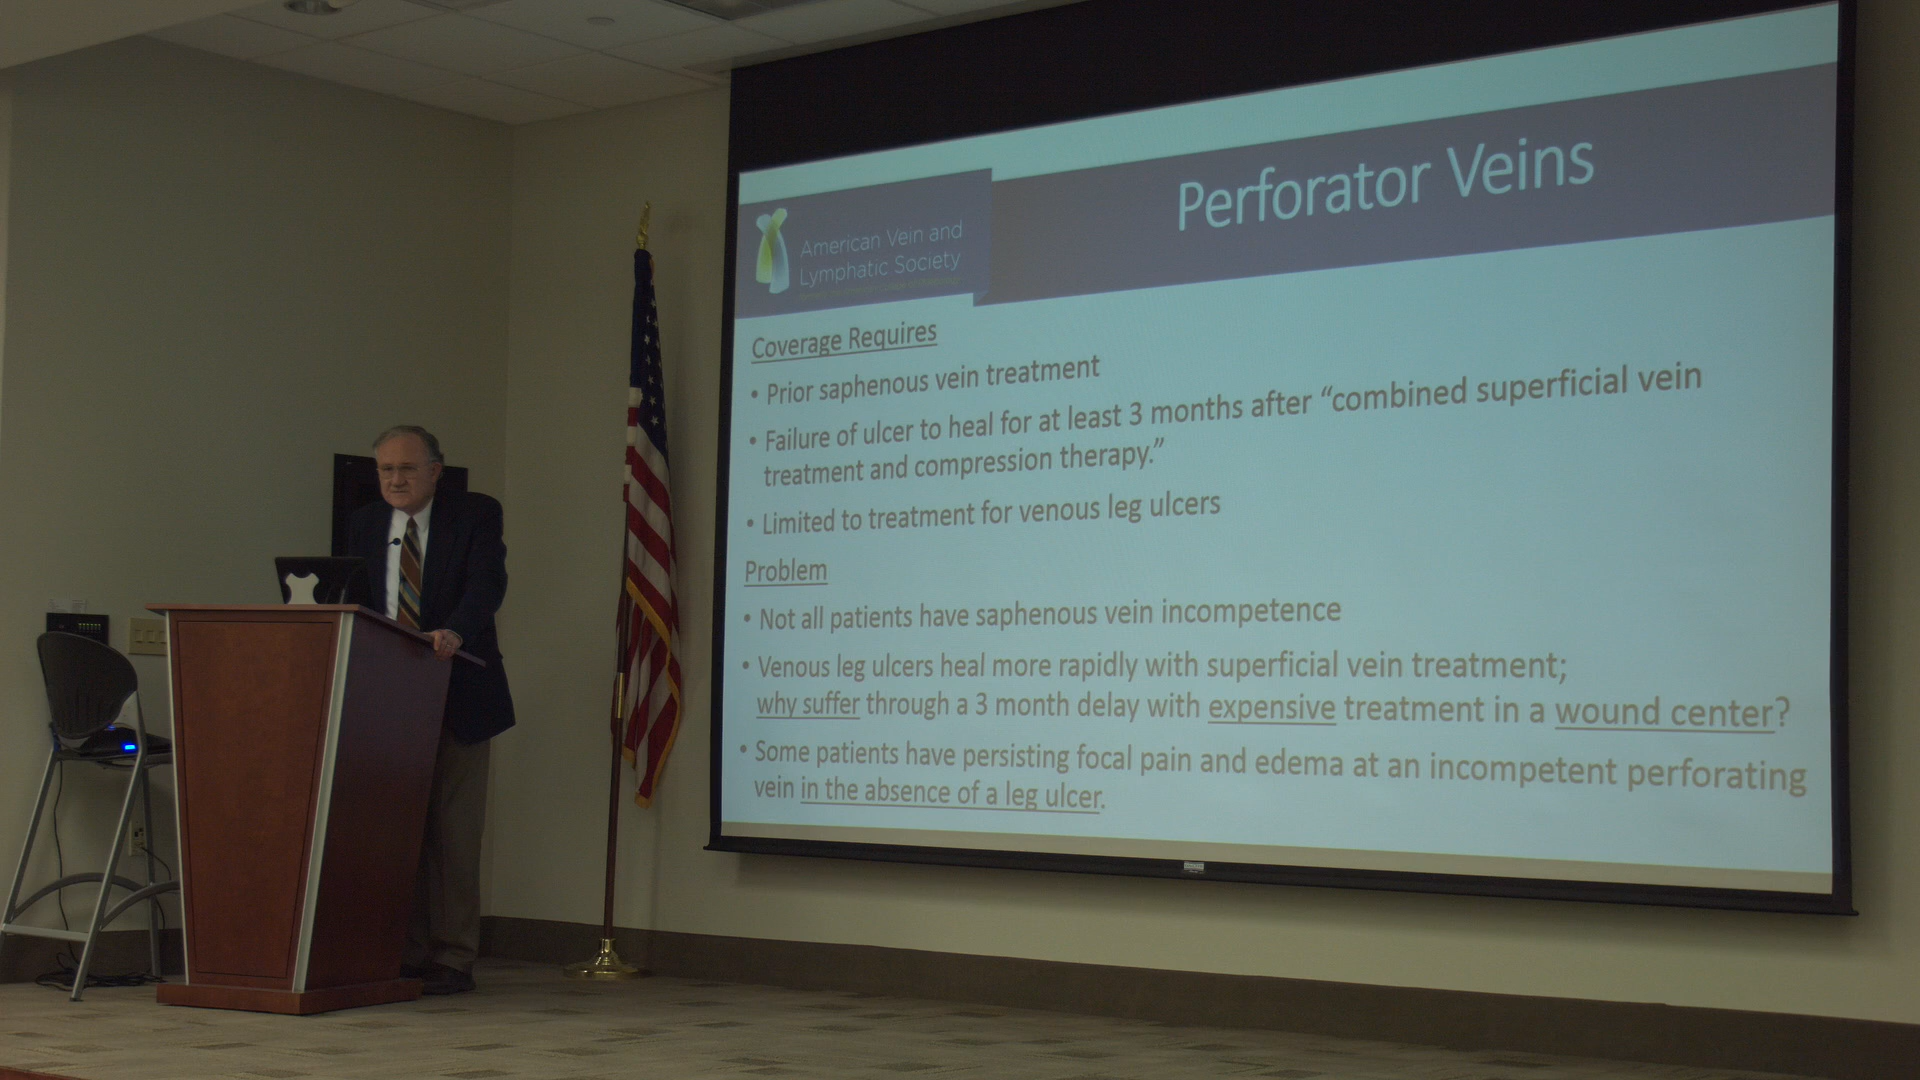 Perforator Veins
American Vein and
Lymphatic Society
Coverage Requires
• Prior saphenous vein treatment
• Failure of ulcer to heal for at least 3 months after “combined superficial vein
treatment and compression therapy.”
• Limited to treatment for venous leg ulcers
Problem
• Not all patients have saphenous vein incompetence
• Venous leg ulcers heal more rapidly with superficial vein treatment;
why suffer through a 3 month delay with expensive treatment in a wound center?
• Some patients have persisting focal pain and edema at an incompetent perforating
vein in the absence of a leg ulcer.